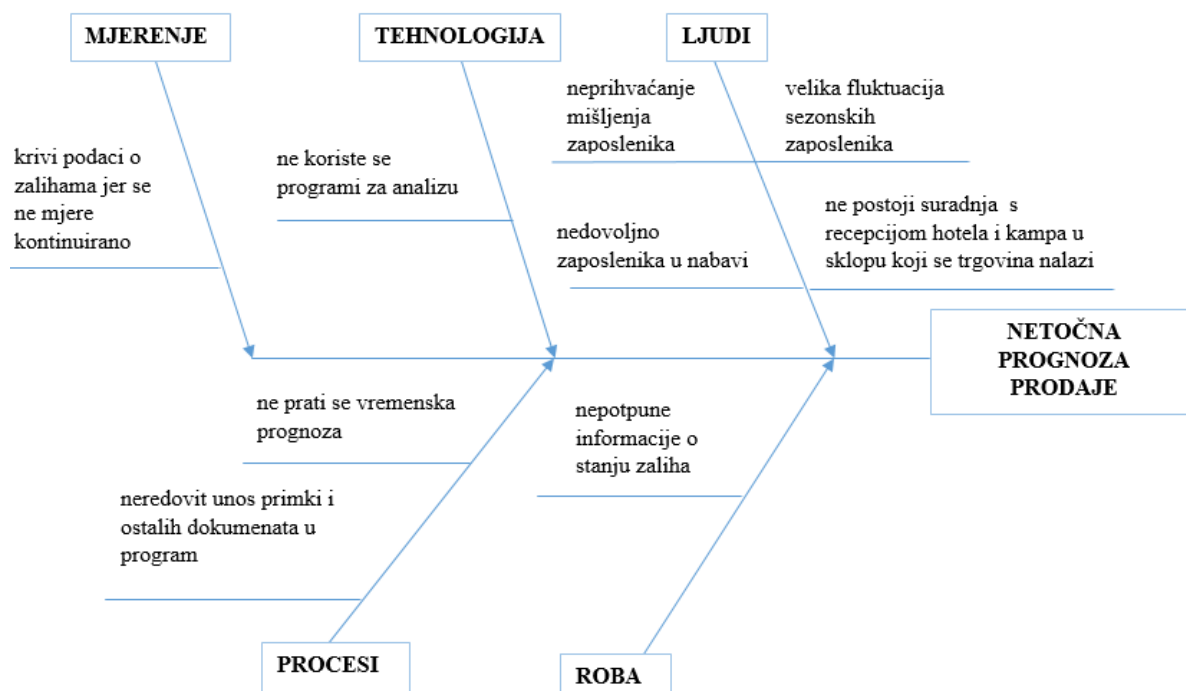 MJERENJE
TEHNOLOGIJA
LJUDI
neprihvaćanje
mišljenja
zaposlenika
velika fluktuacija
sezonskih
zaposlenika
krivi podaci o
zalihama jer se
ne mjere
kontinuirano
ne koriste se
programi za analizu
nedovoljno
zaposlenika u nabavi
ne postoji suradnja s
recepcijom hotela i kampa u
sklopu koji se trgovina nalazi
NETOČNA
PROGNOZA
PRODAJE
ne prati se vremenska
prognoza
nepotpune
informacije o
stanju zaliha
neredovit unos primki i
ostalih dokumenata u
program
PROCESI
ROBA